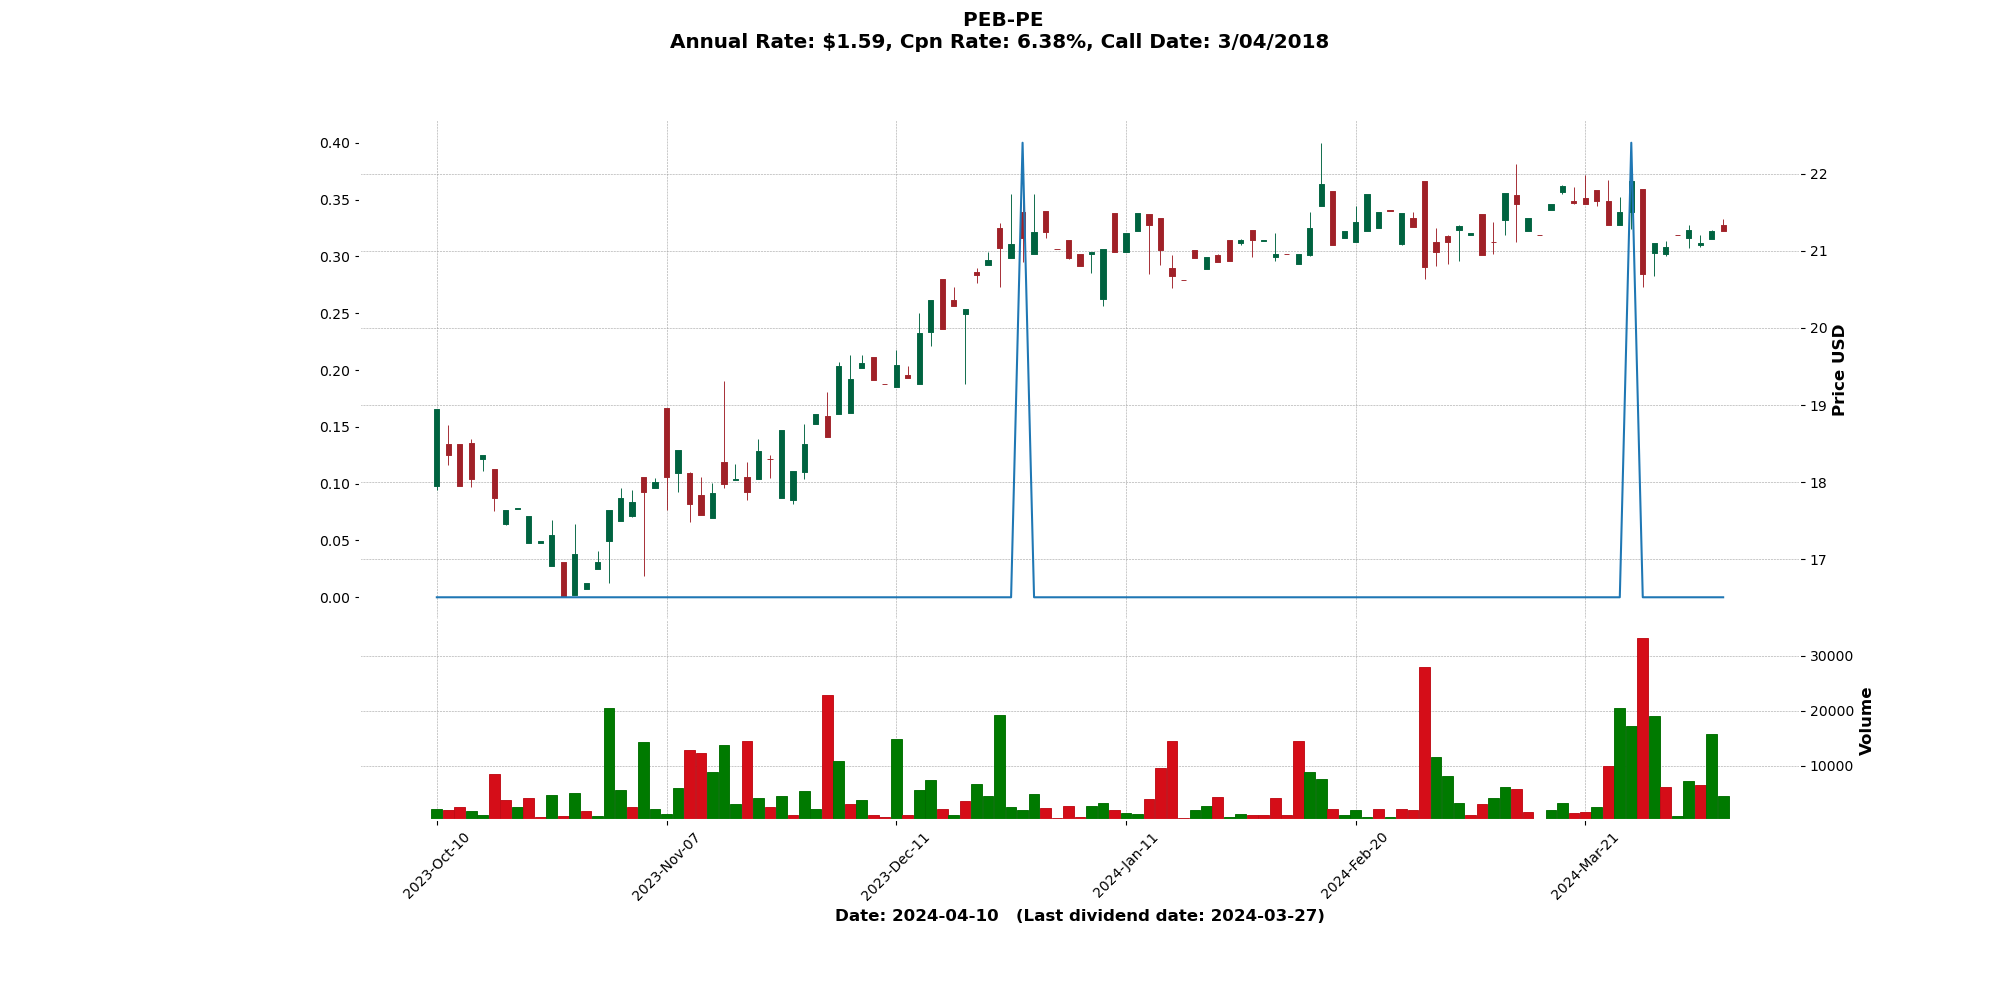 PEB-PE
Annual Rate: $1.59, Cpn Rate: 6.38%, Call Date: 3/04/2018
0.40
0.35
0.30
0.25
0.20
0.15
0.10
0.05
0.00
22
21
20
19
18
17
Price USD
30000
20000
10000
Volume
2023-Oct-10
2023-Nov-07
2023-Dec-11
2024-Jan-11
2024-Feb-20
2024-Mar-21
Date: 2024-04-10 (Last dividend date: 2024-03-27)